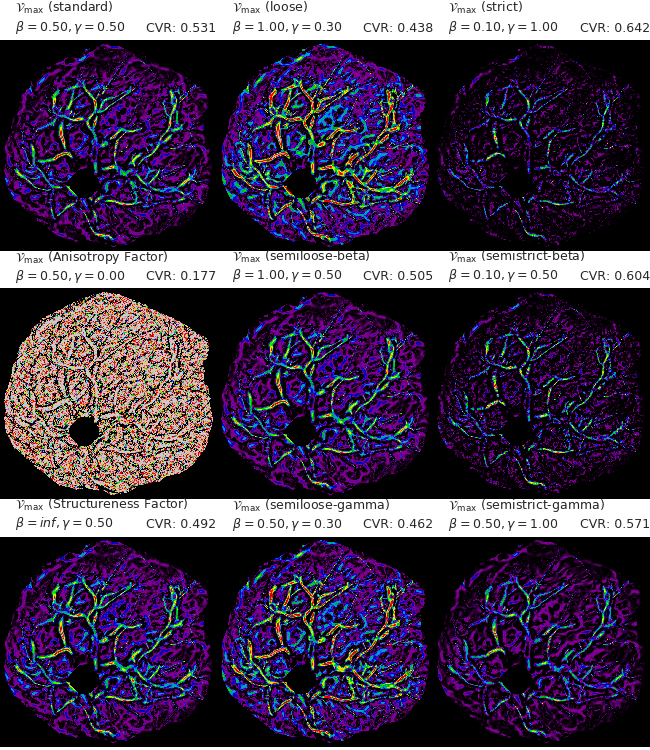 𝒱max (standard)
β = 0.50, γ = 0.50 CVR: 0.531
𝒱max (loose)
β = 1.00, γ = 0.30 CVR: 0.438
𝒱max (strict)
β = 0.10, γ = 1.00 CVR: 0.642
𝒱max (Anisotropy Factor)
β = 0.50, γ = 0.00 CVR: 0.177
𝒱max (semiloose-beta)
β = 1.00, γ = 0.50 CVR: 0.505
𝒱max (semistrict-beta)
β = 0.10, γ = 0.50 CVR: 0.604
𝒱max (Structureness Factor)
β = inf, γ = 0.50 CVR: 0.492
𝒱max (semiloose-gamma)
β = 0.50, γ = 0.30 CVR: 0.462
𝒱max (semistrict-gamma)
β = 0.50, γ = 1.00 CVR: 0.571